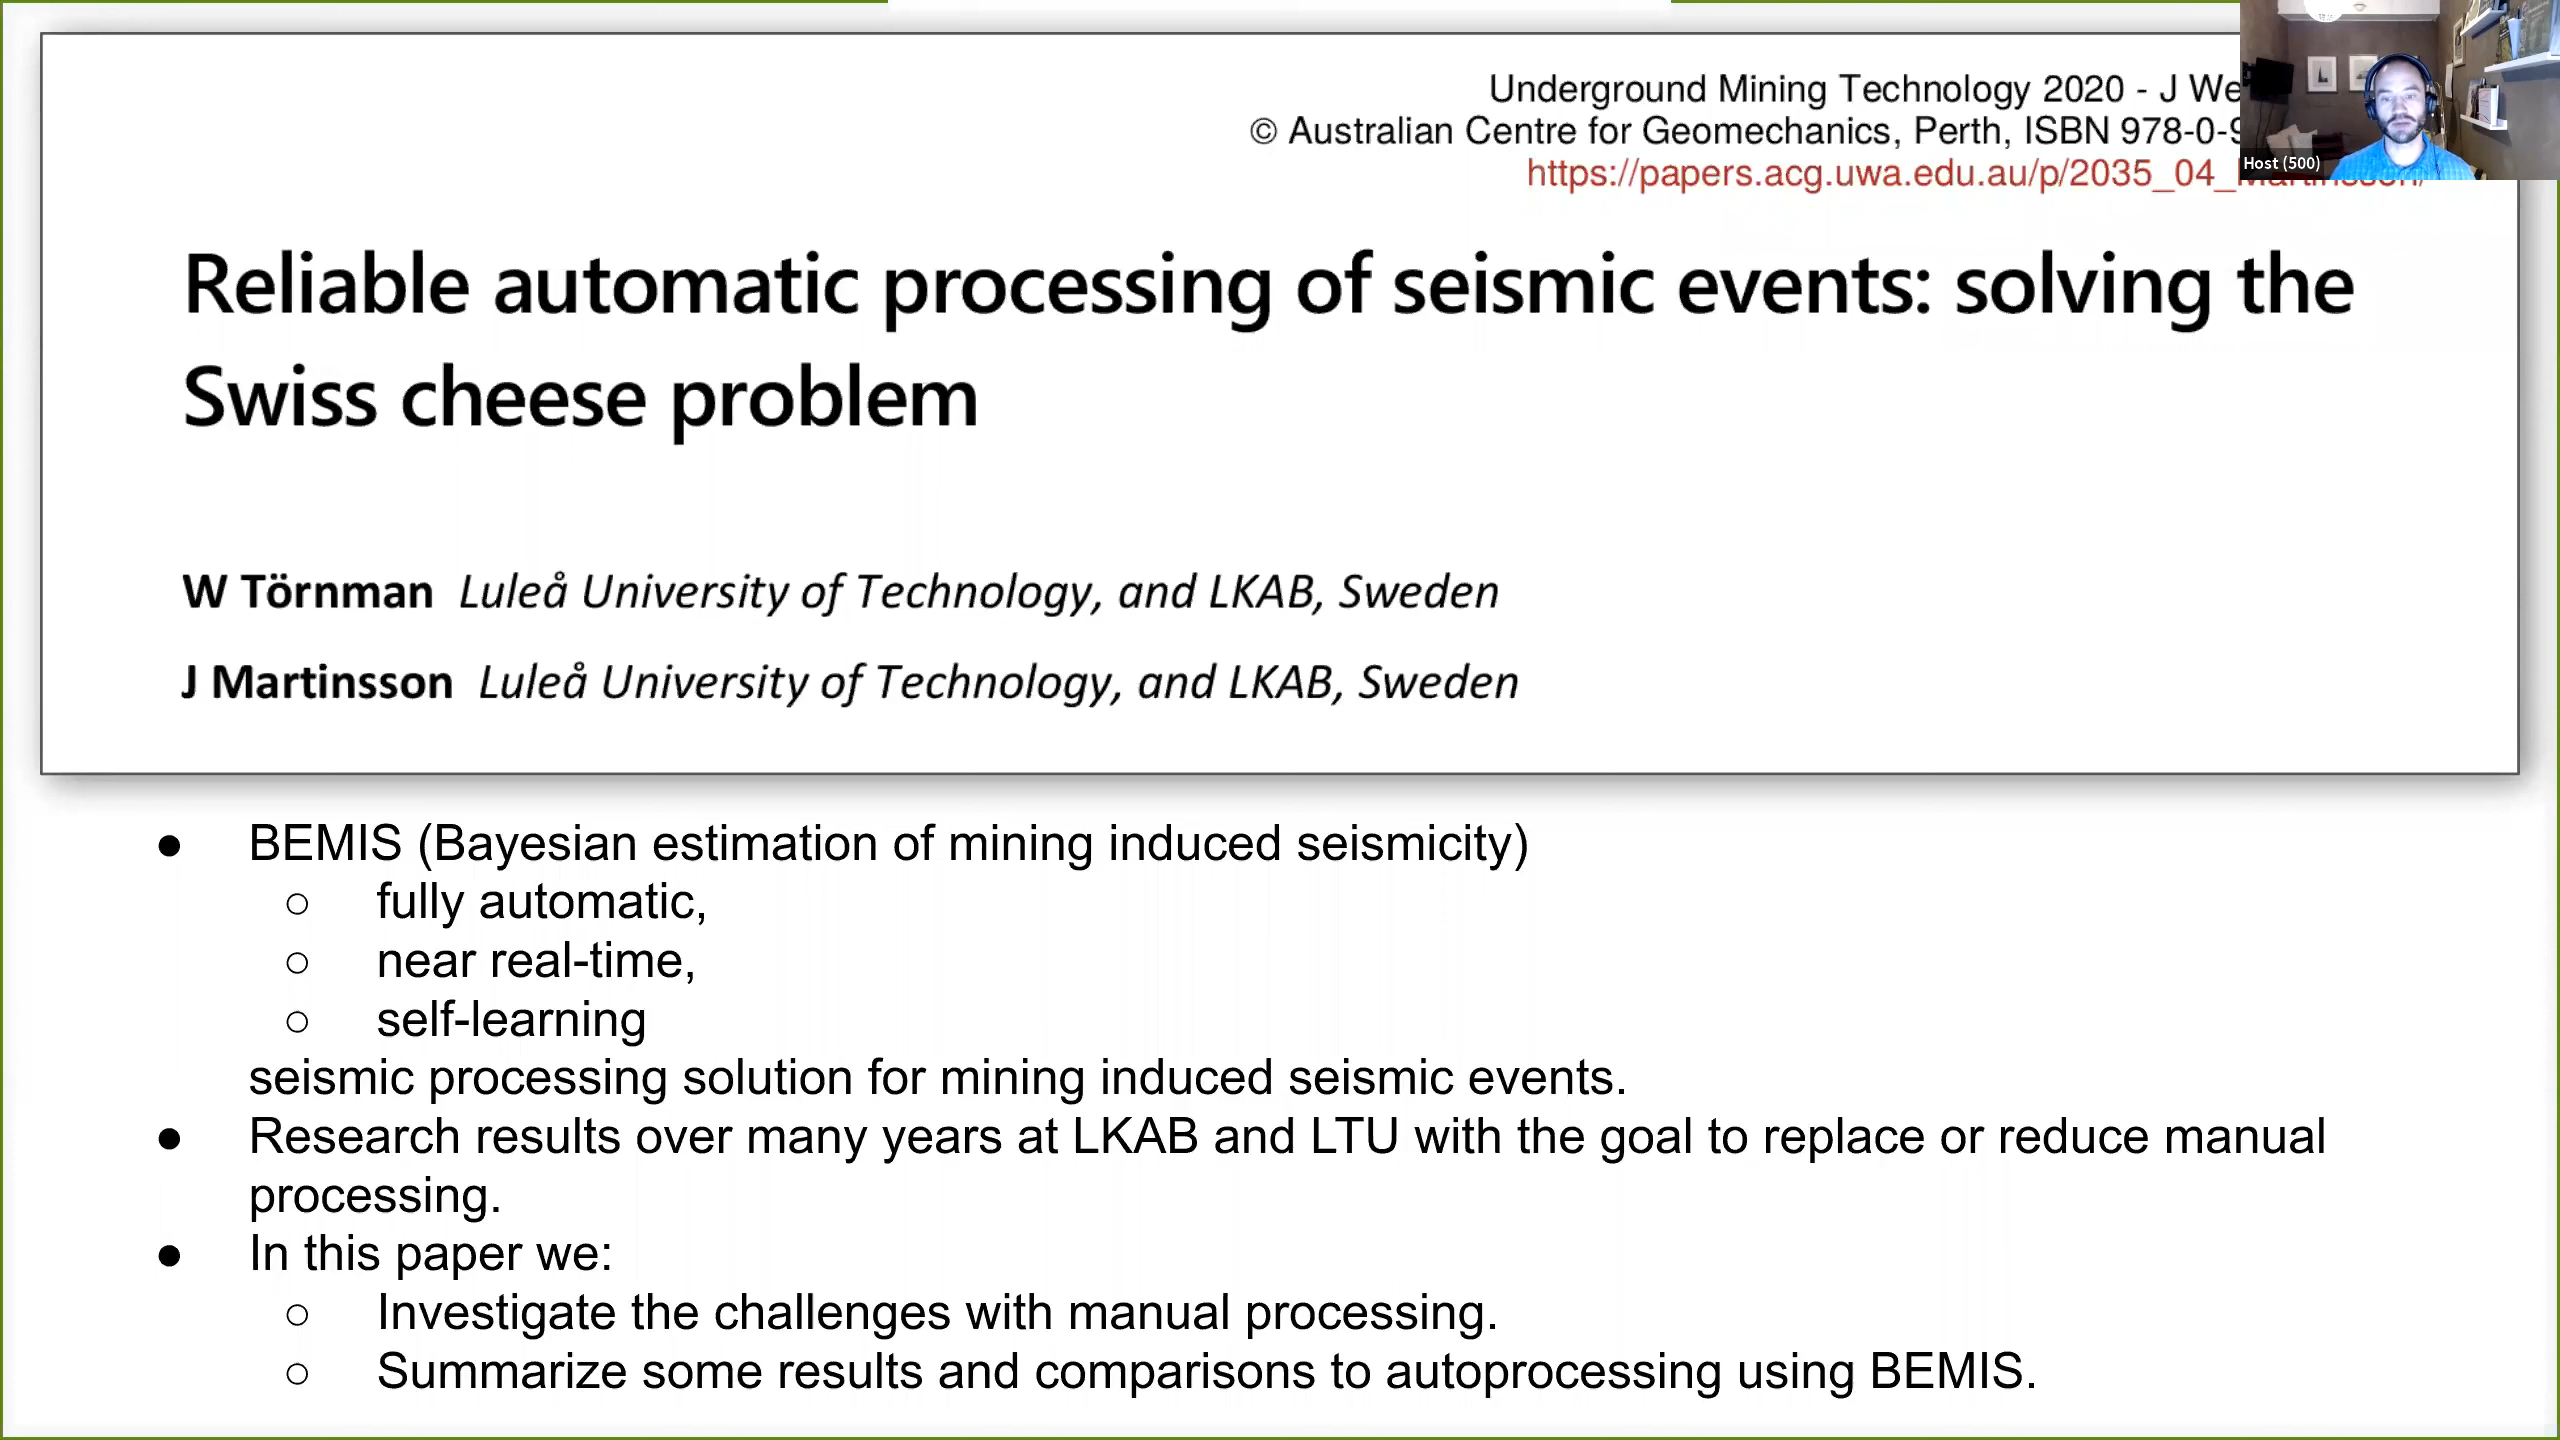 Underground Mining Technology 2020 - J We
© Australian Centre for Geomechanics, Perth, ISBN 978-0-9
https://papers.acg.uwa.edu.au/p/2035_04_Martinsson/
Host (500)
Reliable automatic processing of seismic events: solving the
Swiss cheese problem
W Törnman Luleå University of Technology, and LKAB, Sweden
J Martinsson Luleå University of Technology, and LKAB, Sweden
● BEMIS (Bayesian estimation of mining induced seismicity)
○ fully automatic,
○ near real-time,
○ self-learning
seismic processing solution for mining induced seismic events.
● Research results over many years at LKAB and LTU with the goal to replace or reduce manual
processing.
● In this paper we:
○ Investigate the challenges with manual processing.
○ Summarize some results and comparisons to autoprocessing using BEMIS.